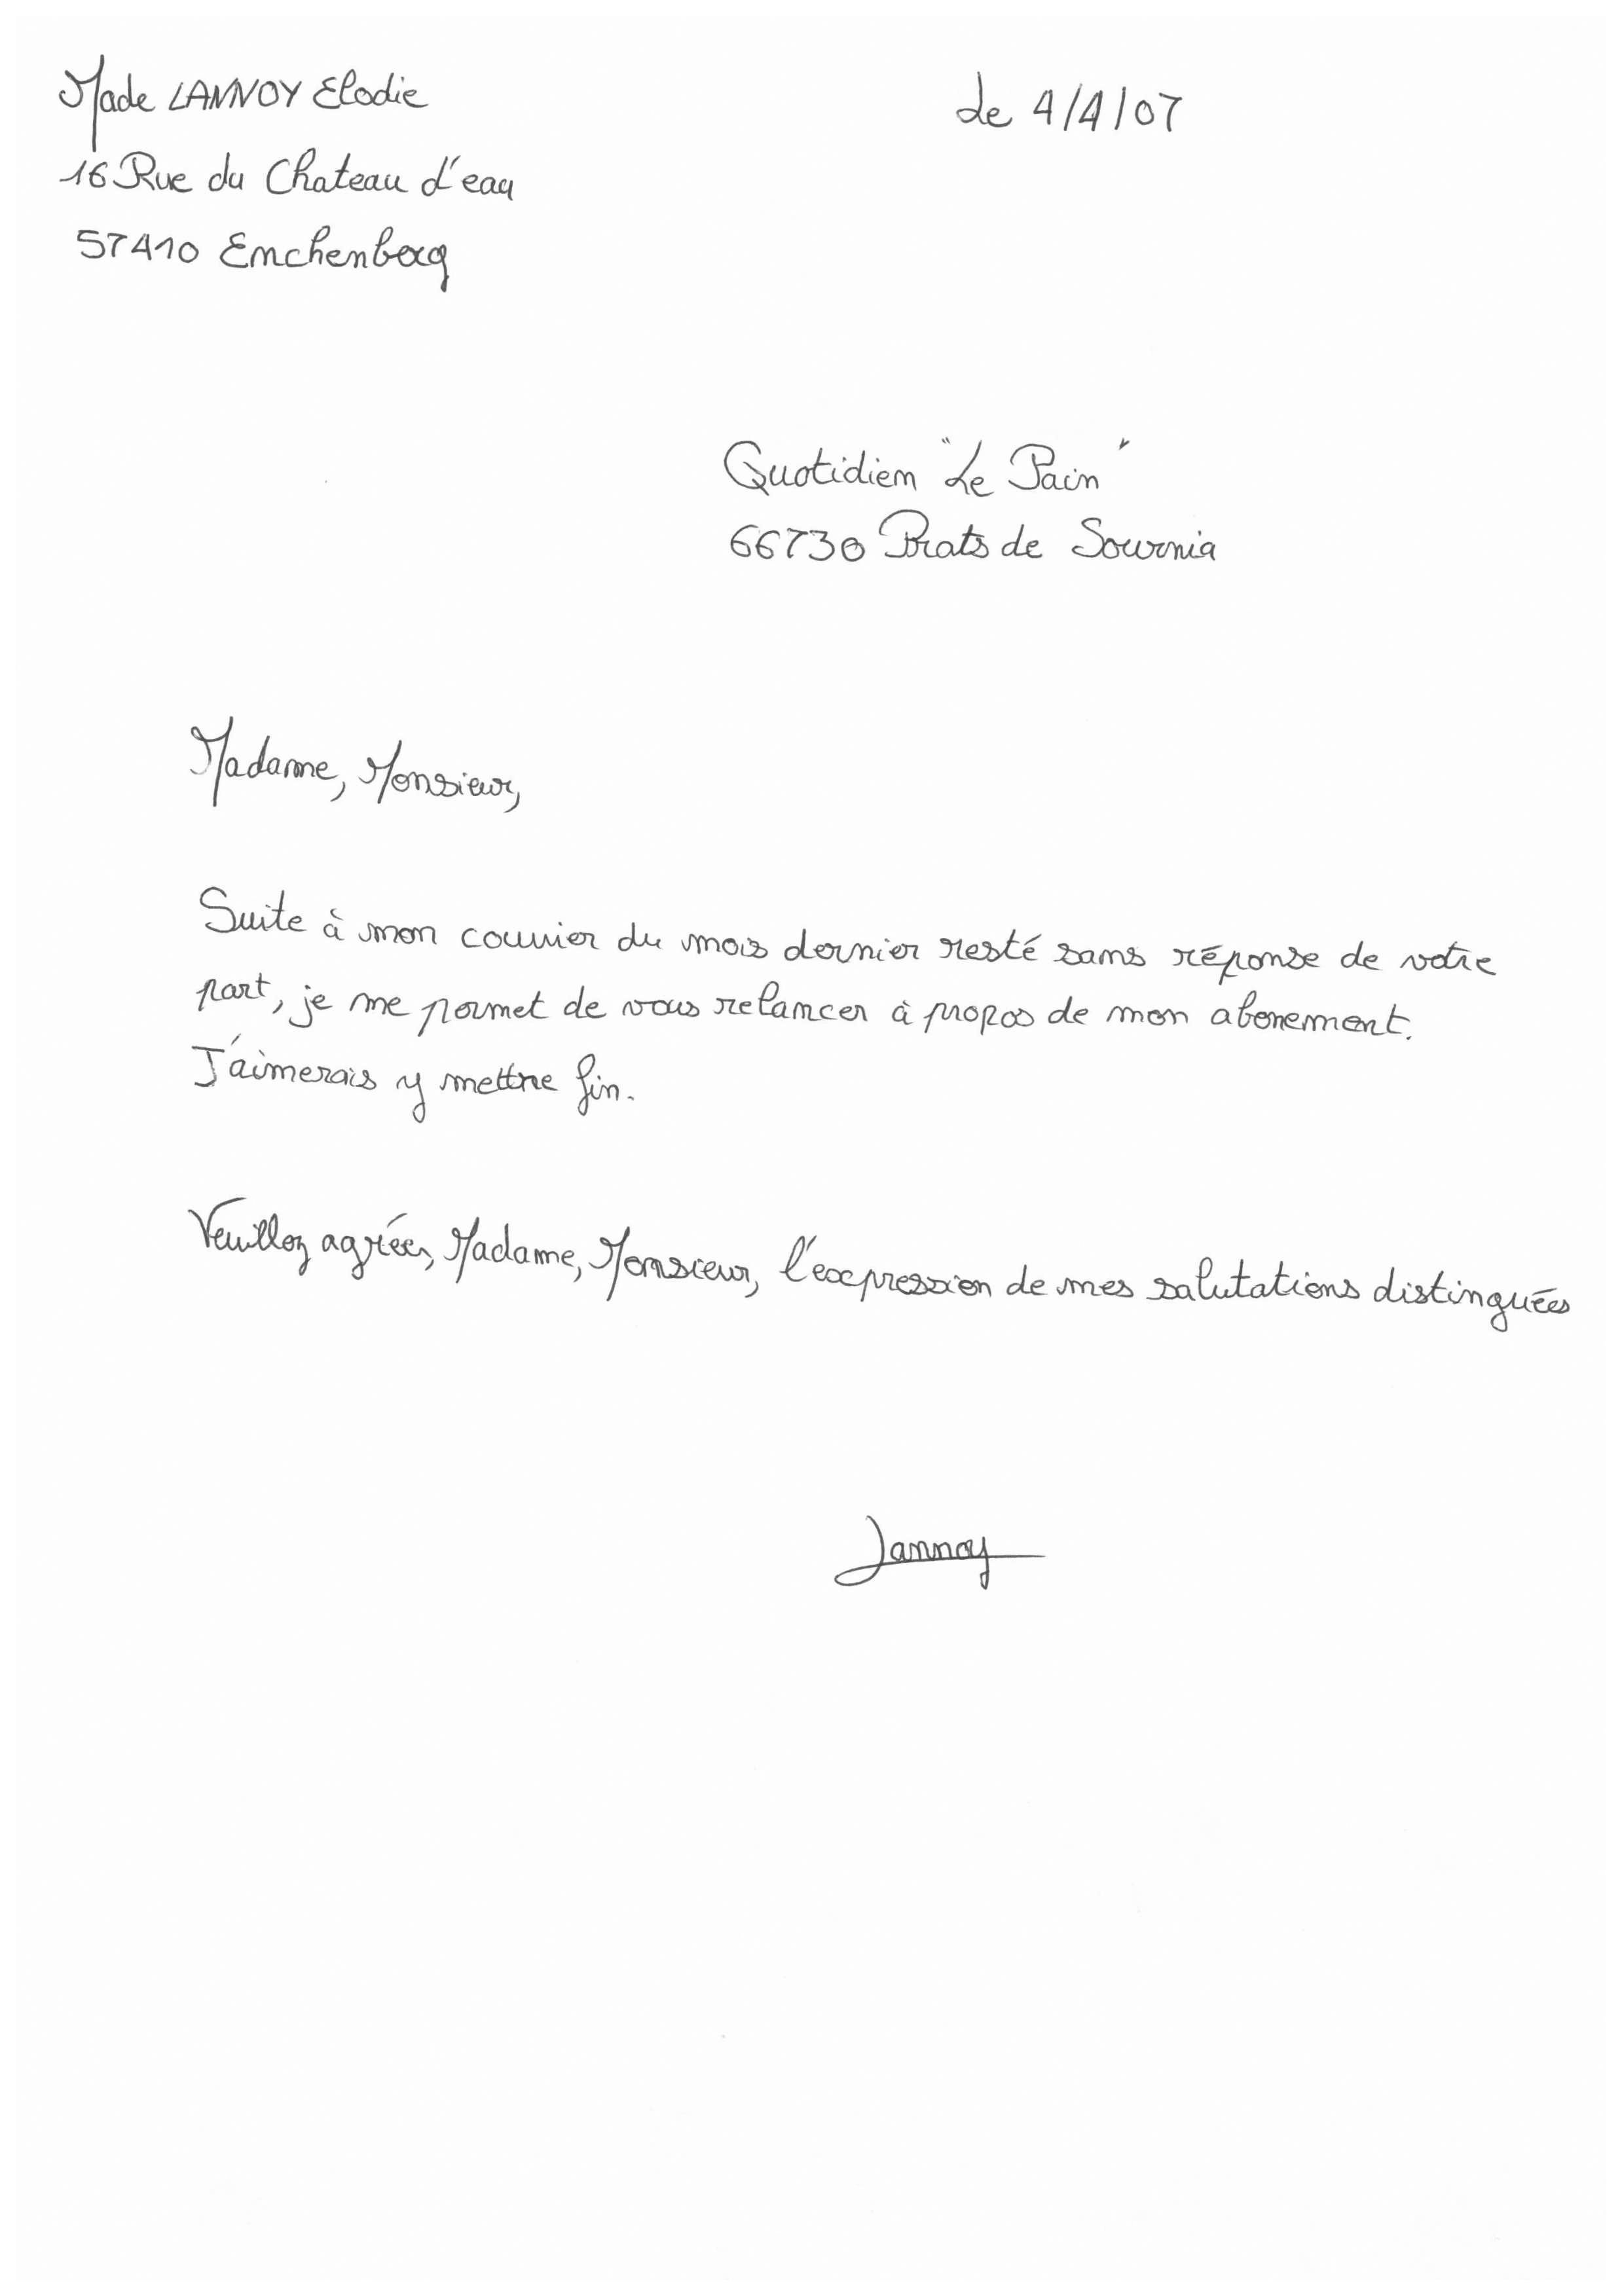 Made LANNOY Elodie
Le 4/4/07
16 Rue du Chateau d'eau
57410 Enchenberg
Quotidien "Le Pain"
66730 Prats de Sournia
Madame, Monsieur,
Suite à mon courrier du mois dernier resté sans réponse de votre
part, je me permet de vous relancer à propos de mon abonement.
J'aimerais y mettre fin.
Veuillez agréer, Madame, Monsieur, l'expression de mes salutations distinguées
Lannoy